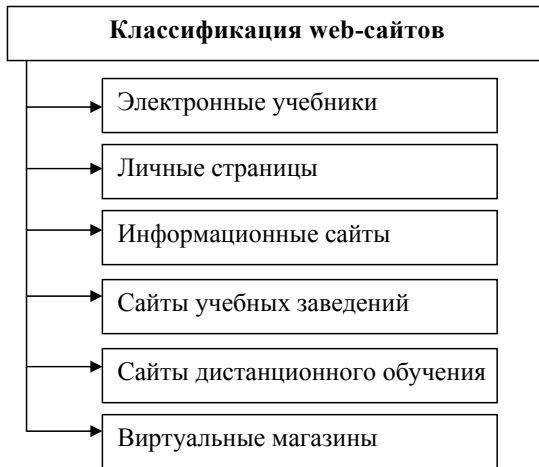 Классификация web-сайтов
Электронные учебники
Личные страницы
Информационные сайты
Сайты учебных заведений
Сайты дистанционного обучения
Виртуальные магазины